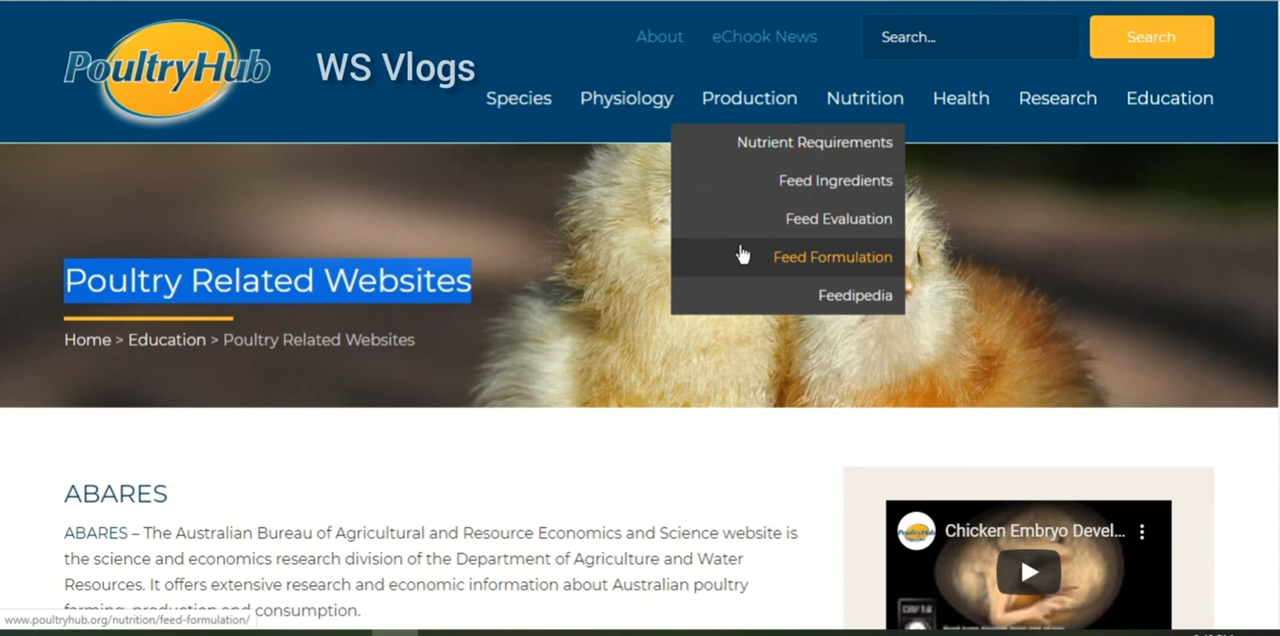 About eChook News Search... Search
PoultryHub
WS Vlogs
Species Physiology Production Nutrition Health Research Education
Nutrient Requirements
Feed Ingredients
Feed Evaluation
Feed Formulation
Feedipedia
Poultry Related Websites
Home > Education > Poultry Related Websites
ABARES
ABARES – The Australian Bureau of Agricultural and Resource Economics and Science website is
the science and economics research division of the Department of Agriculture and Water
Resources. It offers extensive research and economic information about Australian poultry
farming, production and consumption.
PoultryHub
Chicken Embryo Devel...
www.poultryhub.org/nutrition/feed-formulation/